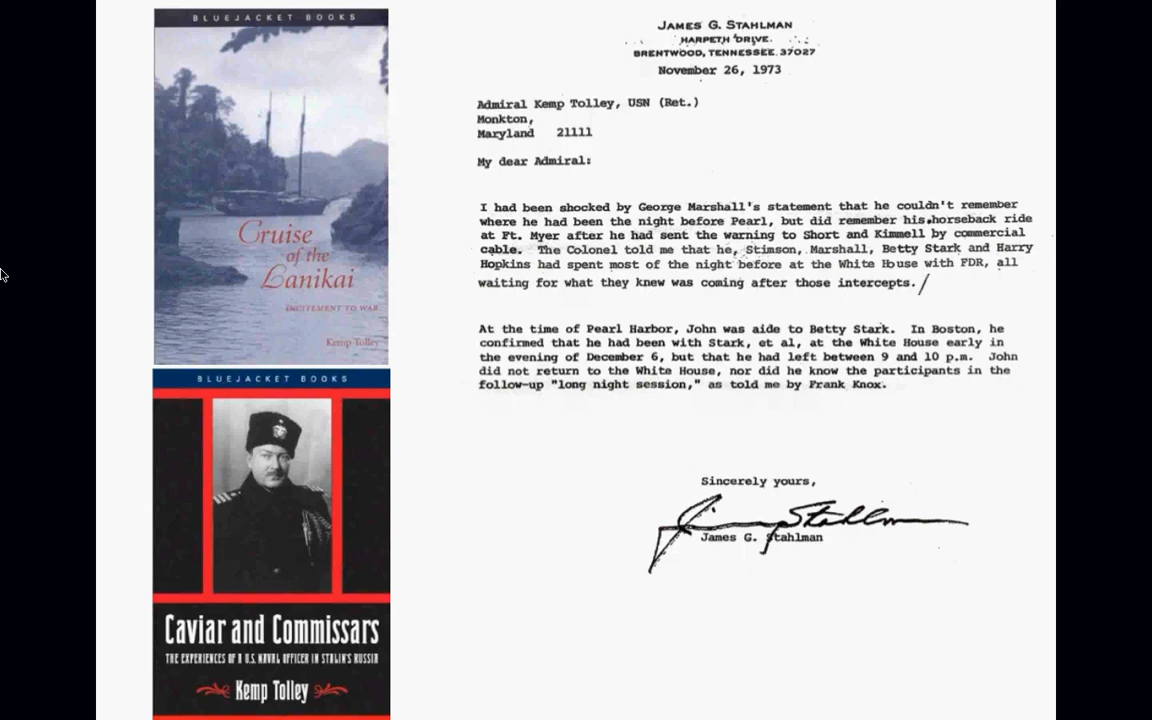 BLUEJACKET BOOKS
Cruise
of the
Lanikai
INCITEMENT TO WAR
Kemp Tolley
BLUEJACKET BOOKS
Caviar and Commissars
THE EXPERIENCES OF A U.S. NAVAL OFFICER IN STALIN'S RUSSIA
Kemp Tolley
JAMES G. STAHLMAN
HARPETH DRIVE
BRENTWOOD, TENNESSEE 37027
November 26, 1973
Admiral Kemp Tolley, USN (Ret.)
Monkton,
Maryland 21111
My dear Admiral:
I had been shocked by George Marshall's statement that he couldn't remember
where he had been the night before Pearl, but did remember his horseback ride
at Ft. Myer after he had sent the warning to Short and Kimmell by commercial
cable. The Colonel told me that he, Stimson, Marshall, Betty Stark and Harry
Hopkins had spent most of the night before at the White House with FDR, all
waiting for what they knew was coming after those intercepts.
At the time of Pearl Harbor, John was aide to Betty Stark. In Boston, he
confirmed that he had been with Stark, et al, at the White House early in
the evening of December 6, but that he had left between 9 and 10 p.m. John
did not return to the White House, nor did he know the participants in the
follow-up "long night session," as told me by Frank Knox.
Sincerely yours,
Jimmy Stahlman
James G. Stahlman